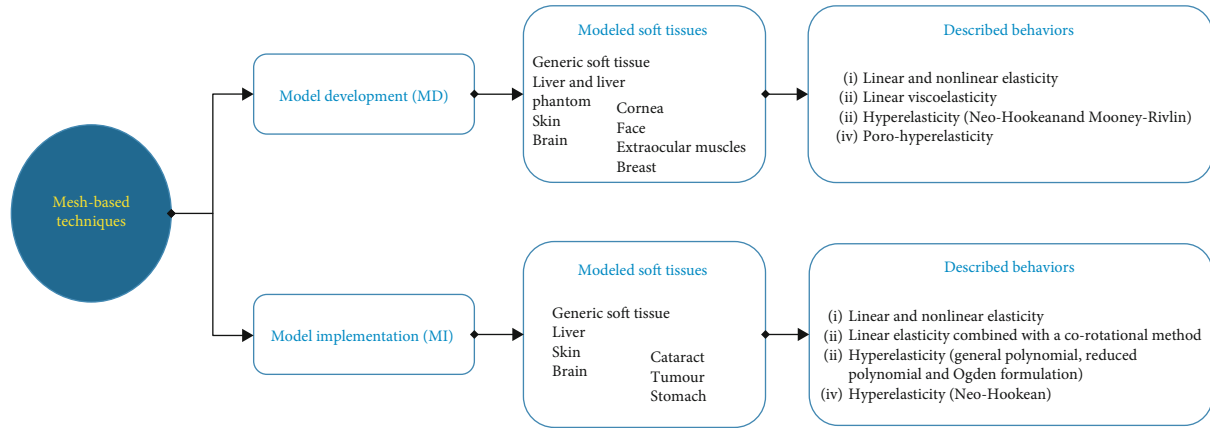 Mesh-based
techniques
Model development (MD)
Modeled soft tissues
Generic soft tissue
Liver and liver
phantom
Skin
Brain
Cornea
Face
Extraocular muscles
Breast
Described behaviors
(i) Linear and nonlinear elasticity
(ii) Linear viscoelasticity
(ii) Hyperelasticity (Neo-Hookeanand Mooney-Rivlin)
(iv) Poro-hyperelasticity
Model implementation (MI)
Modeled soft tissues
Generic soft tissue
Liver
Skin
Brain
Cataract
Tumour
Stomach
Described behaviors
(i) Linear and nonlinear elasticity
(ii) Linear elasticity combined with a co-rotational method
(ii) Hyperelasticity (general polynomial, reduced
polynomial and Ogden formulation)
(iv) Hyperelasticity (Neo-Hookean)